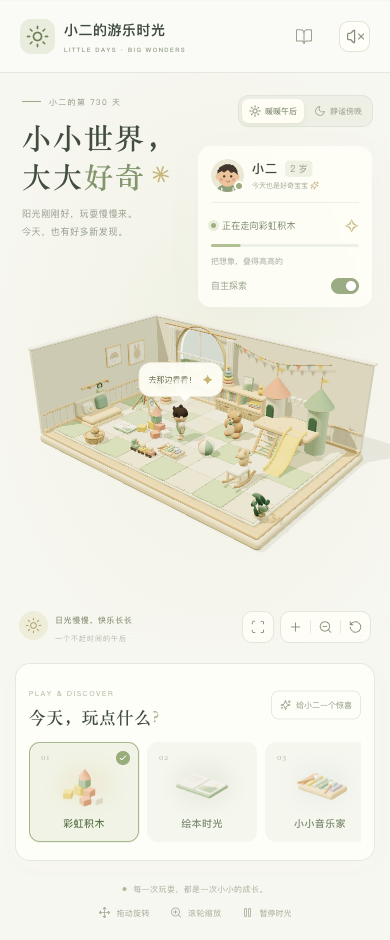 小二的游乐时光
LITTLE DAYS · BIG WONDERS
小二的第 730 天
小小世界，
大大好奇
阳光刚刚好，玩耍慢慢来。
今天，也有好多新发现。
暖暖午后
静谧傍晚
小二
2 岁
今天也是好奇宝宝
正在走向彩虹积木
把想象，叠得高高的
自主探索
去那边看看！
日光慢慢，快乐长长
一个不赶时间的午后
PLAY & DISCOVER
今天，玩点什么？
给小二一个惊喜
01
彩虹积木
02
绘本时光
03
小小音乐家
每一次玩耍，都是一次小小的成长。
拖动旋转
滚轮缩放
暂停时光